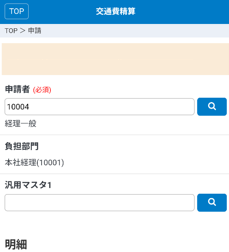 TOP
交通費精算
TOP > 申請
申請者 (必須)
10004
経理一般
負担部門
本社経理(10001)
汎用マスタ1
明細